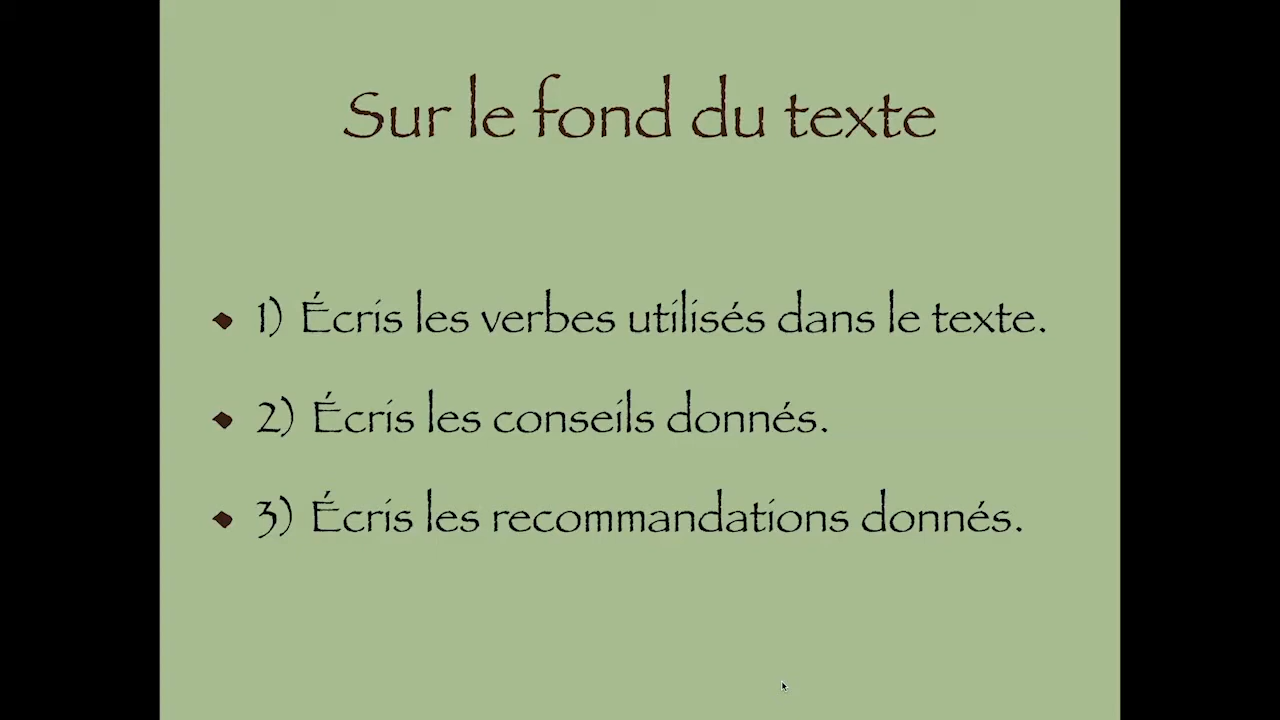 Sur le fond du texte
1) Écris les verbes utilisés dans le texte.
2) Écris les conseils donnés.
3) Écris les recommandations donnés.